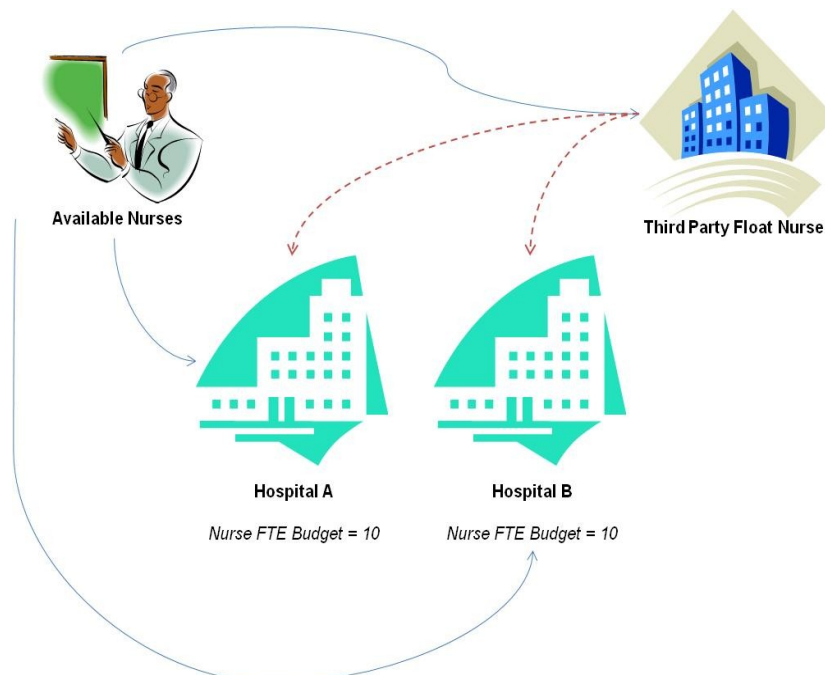 Available Nurses
Third Party Float Nurse
Hospital A
Hospital B
Nurse FTE Budget = 10
Nurse FTE Budget = 10